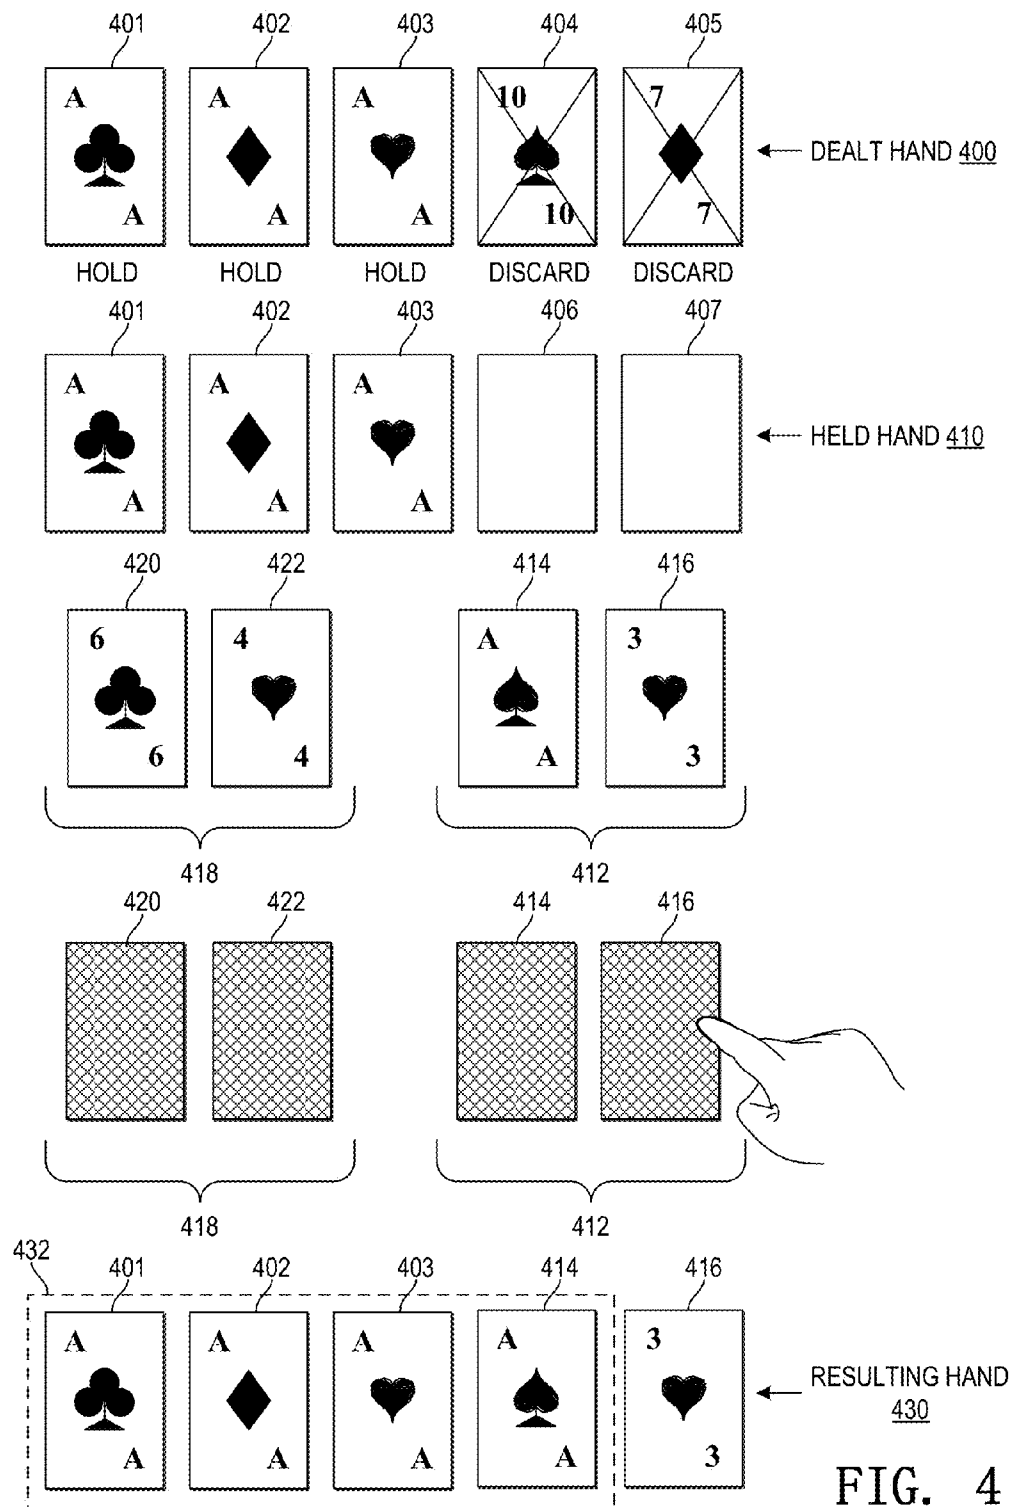 401 402 403 404 405
A A A 10 7
A A A 10 7
DEALT HAND 400
HOLD HOLD HOLD DISCARD DISCARD
401 402 403 406 407
A A A
A A A
HELD HAND 410
420 422 414 416
6 4 A 3
6 4 A 3
418 412
420 422 414 416
418 412
432
401 402 403 414 416
A A A A 3
A A A A 3
RESULTING HAND
430
FIG. 4